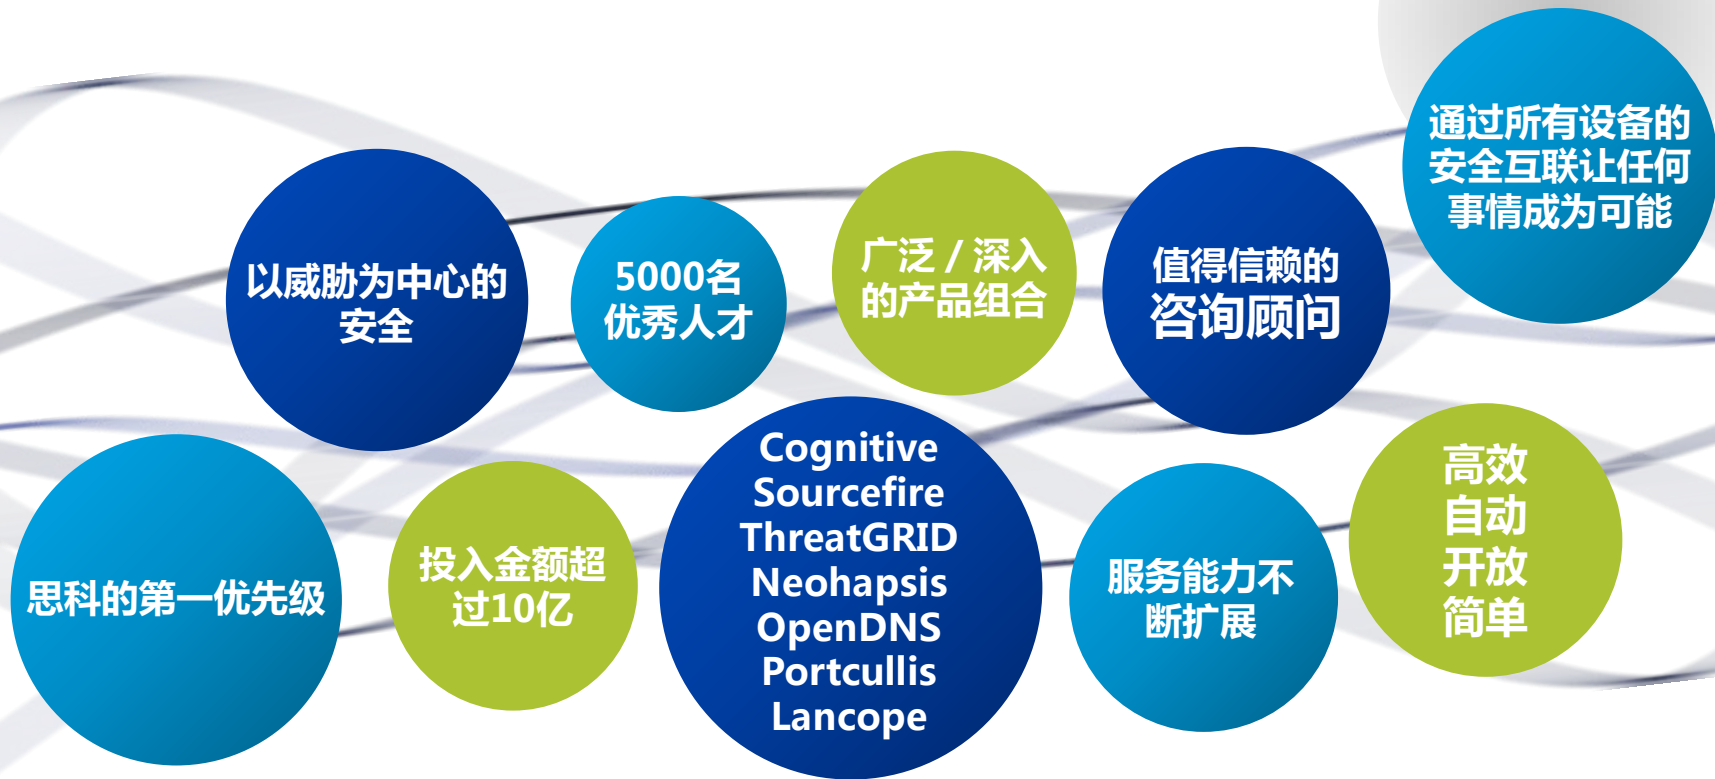 通过所有设备的
安全互联让任何
事情成为可能
以威胁为中心的
安全
5000名
优秀人才
广泛 / 深入
的产品组合
值得信赖的
咨询顾问
思科的第一优先级
投入金额超
过10亿
Cognitive
Sourcefire
ThreatGRID
Neohapsis
OpenDNS
Portcullis
Lancope
服务能力不
断扩展
高效
自动
开放
简单